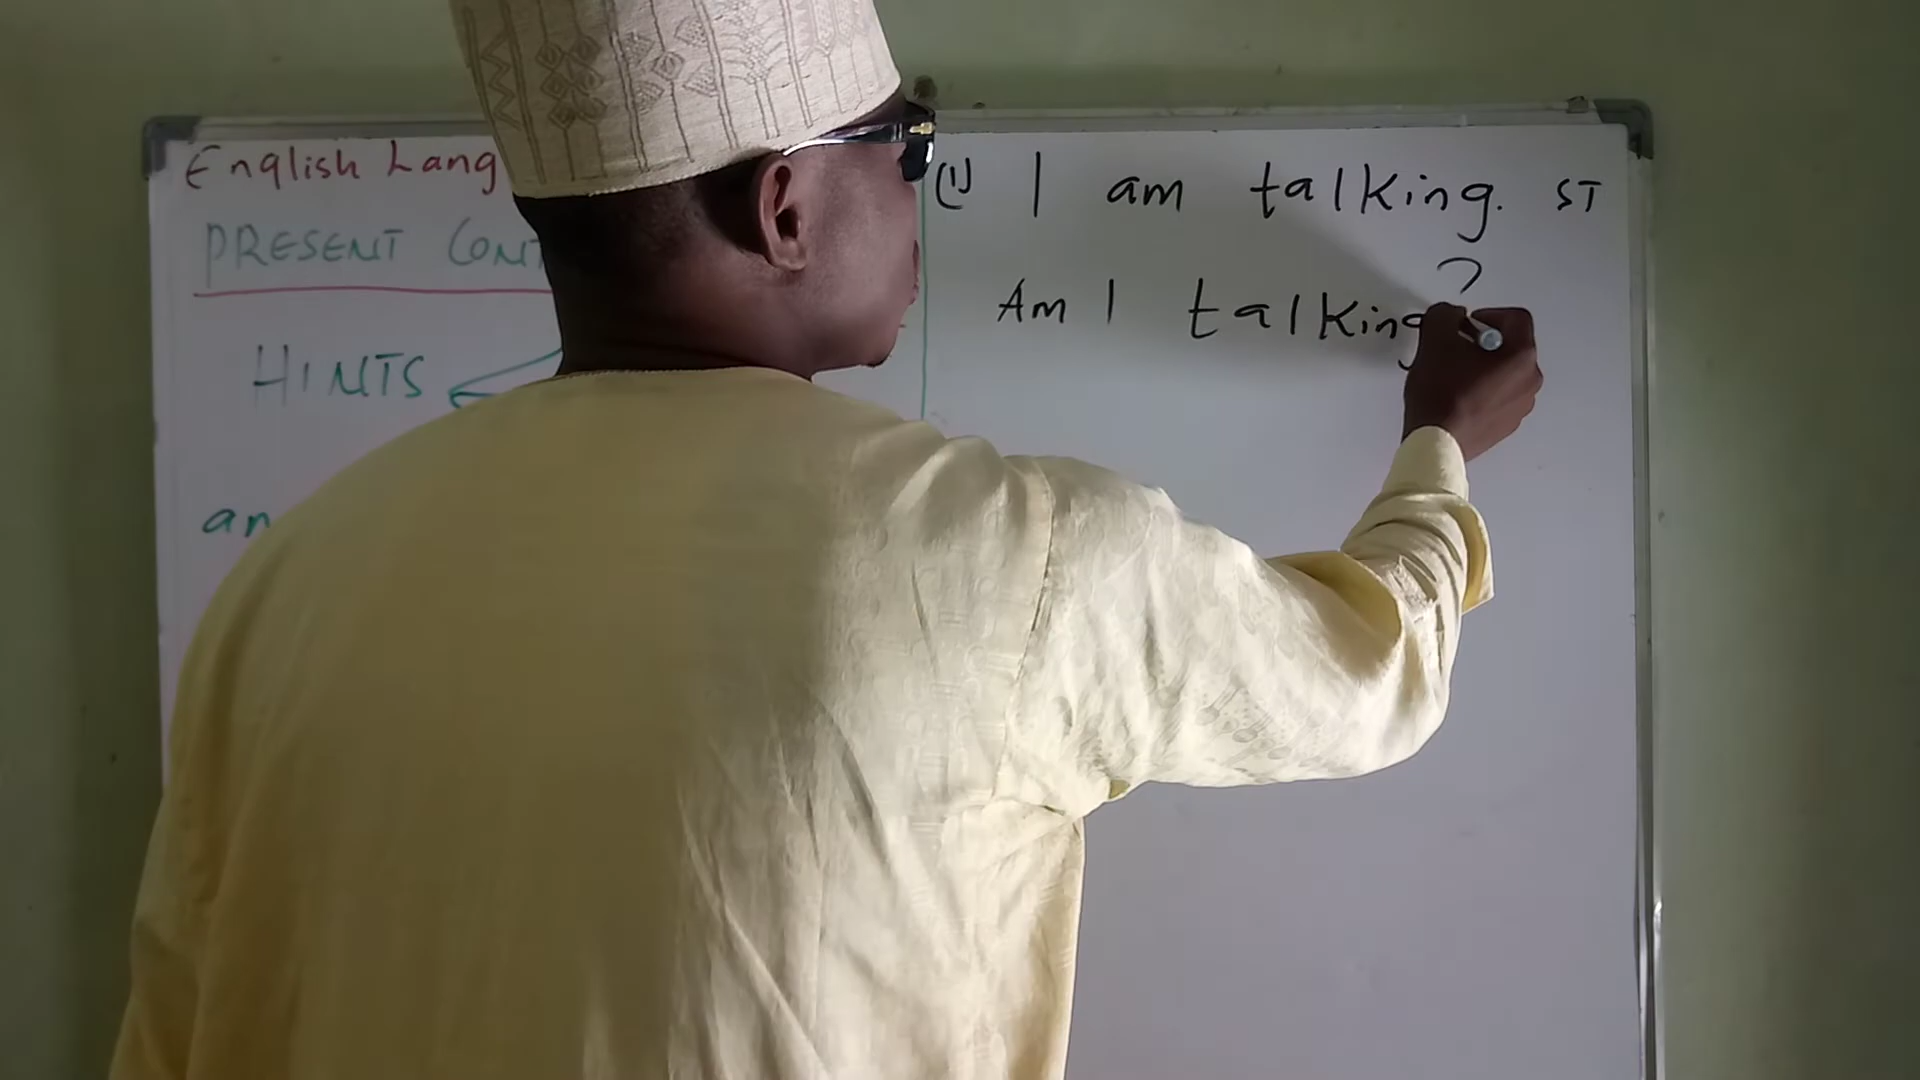 English Lang
PRESENT CONT
HINTS
an
(1) I am talking. ST
Am I talking?